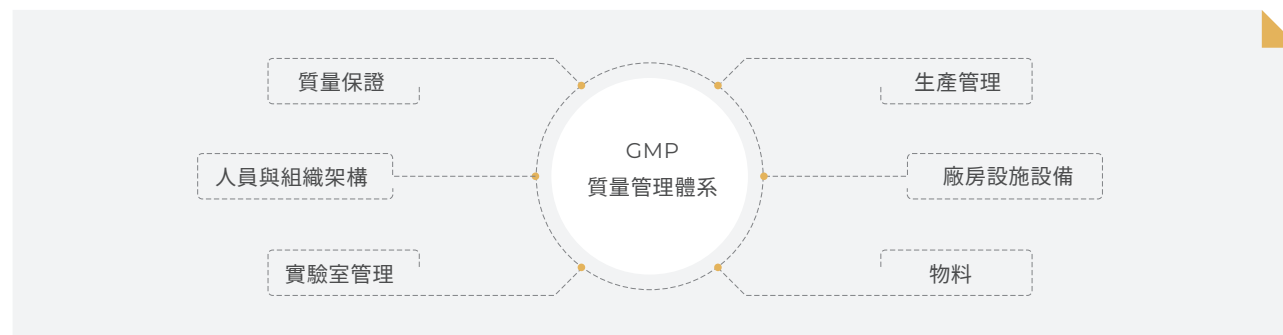 質量保證
生產管理
GMP
質量管理體系
人員與組織架構
廠房設施設備
實驗室管理
物料